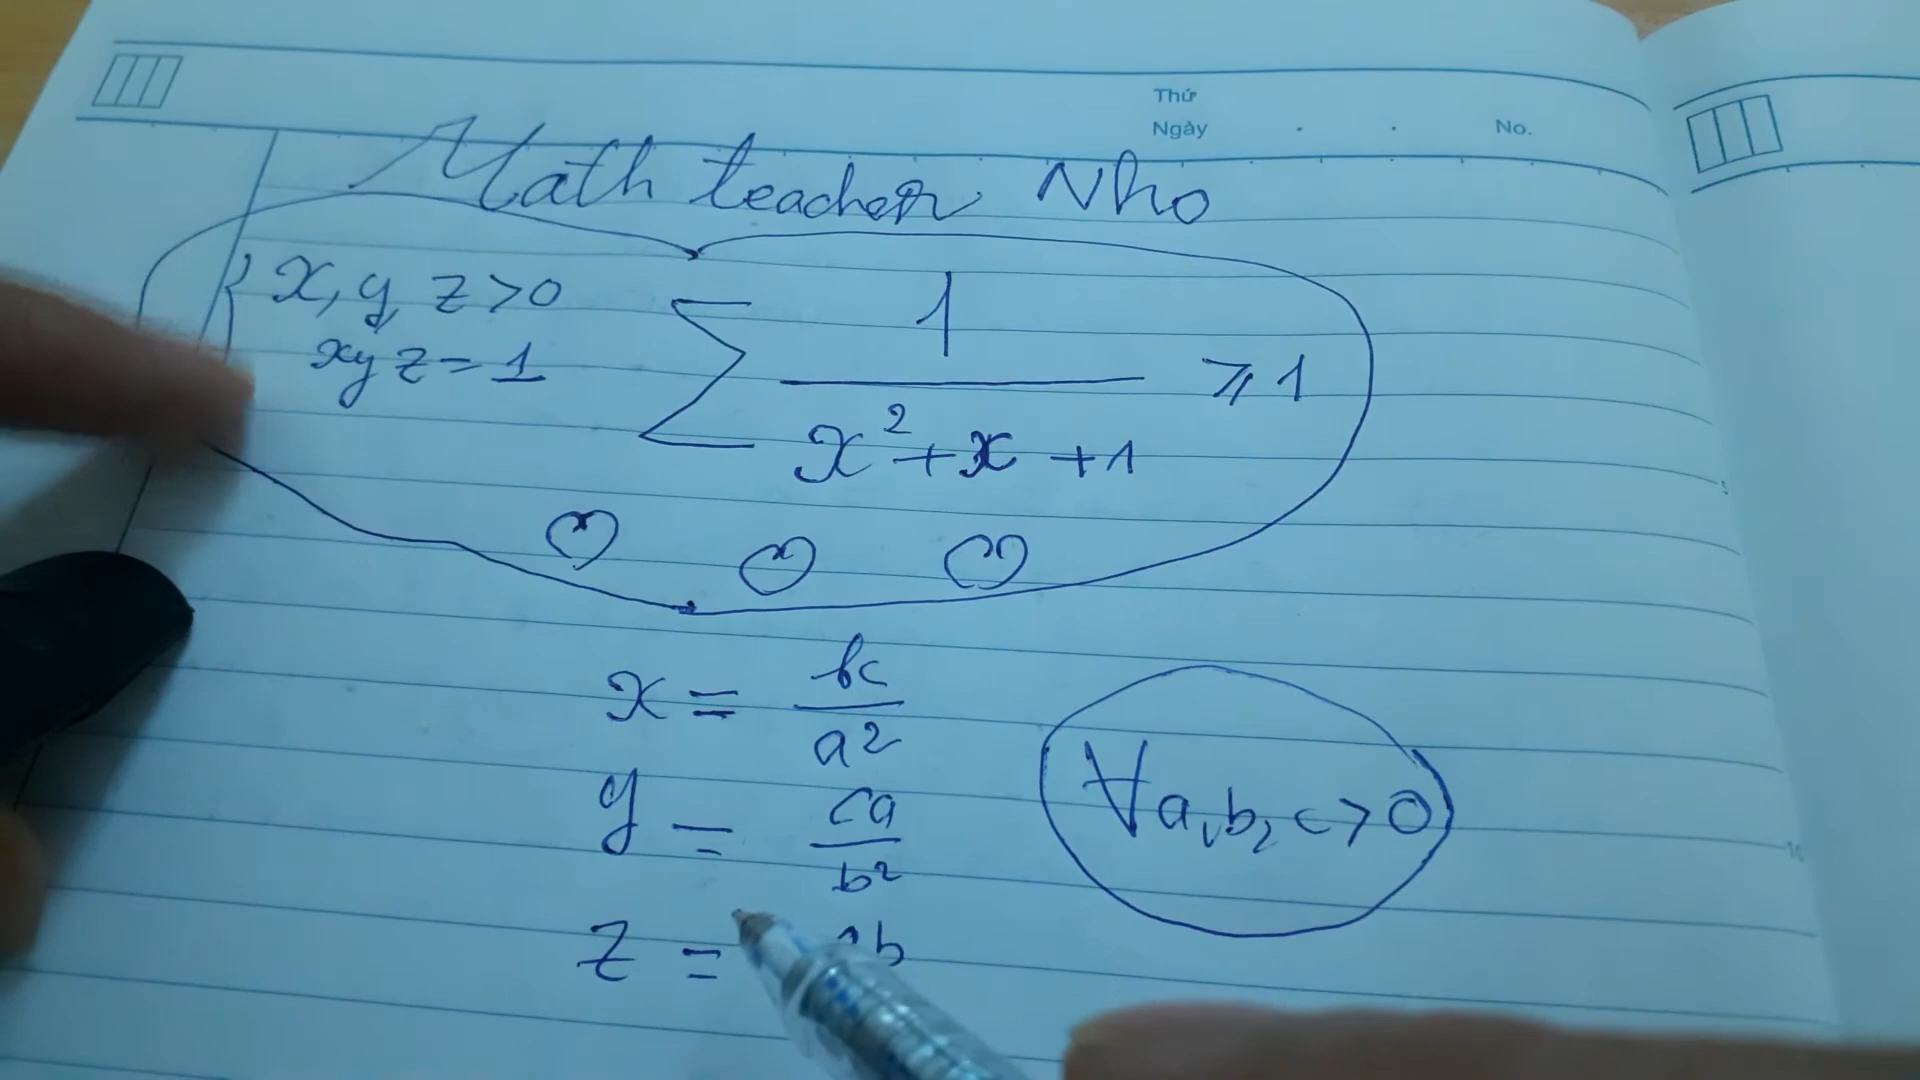 Thứ
Ngày . . No.
Math teacher Nho
{ x, y, z > 0
xyz = 1
∑ 1 / (x² + x + 1) ≥ 1
x = bc / a²
y = ca / b²
∀ a, b, c > 0
z =